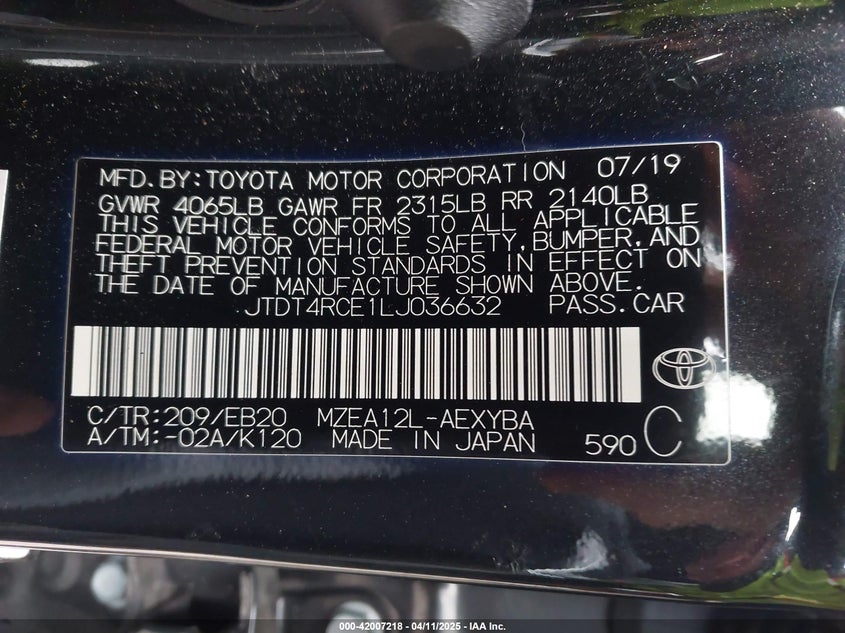 MFD.BY:TOYOTA MOTOR CORPORATION 07/19
GVWR 4065LB GAWR FR 2315LB RR 2140LB
THIS VEHICLE CONFORMS TO ALL APPLICABLE
FEDERAL MOTOR VEHICLE SAFETY,BUMPER,AND
THEFT PREVENTION STANDARDS IN EFFECT ON
THE DATE OF MANUFACTURE SHOWN ABOVE.
JTDT4RCE1LJ036632 PASS.CAR
C/TR:209/EB20 MZEA12L-AEXYBA
A/TM:-02A/K120 MADE IN JAPAN 590 C
000-42007218 - 04/11/2025 - IAA Inc.